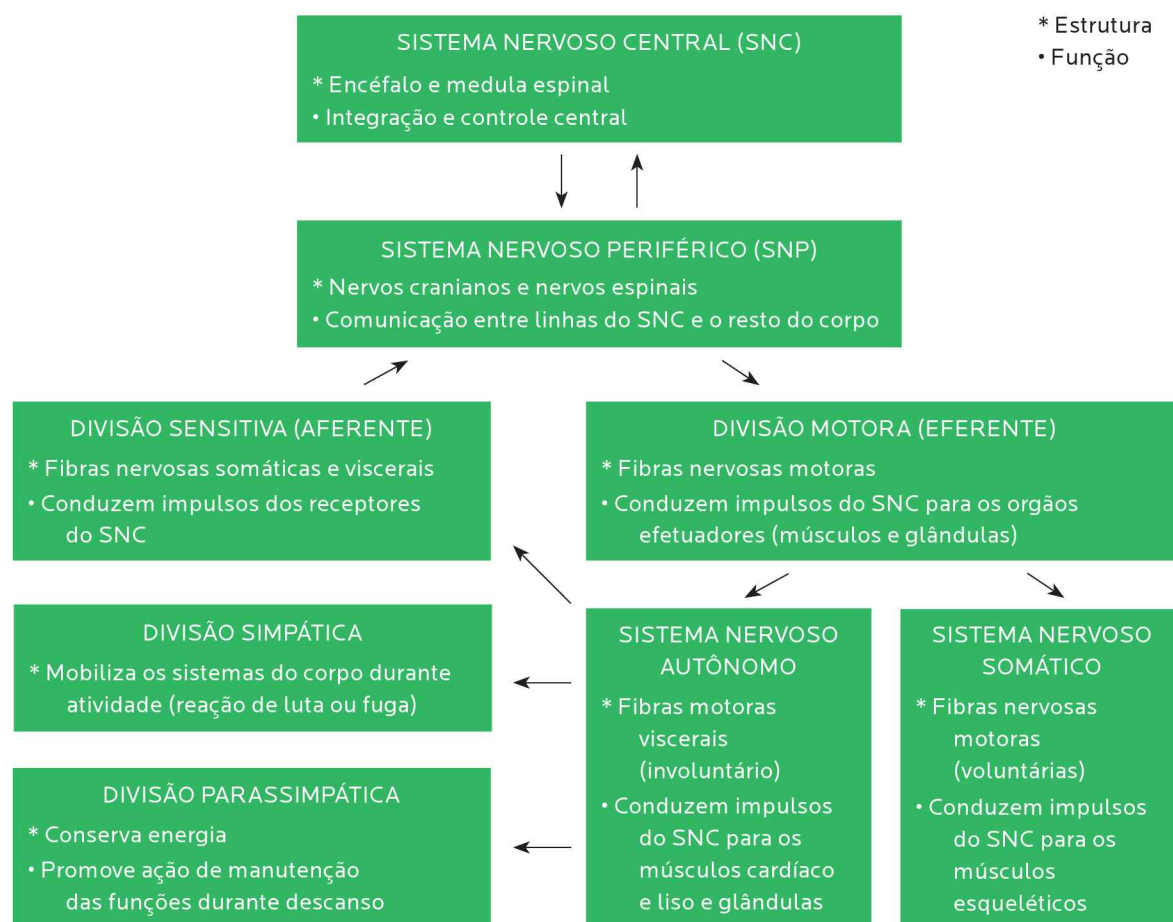 * Estrutura
• Função
SISTEMA NERVOSO CENTRAL (SNC)
* Encéfalo e medula espinal
• Integração e controle central
SISTEMA NERVOSO PERIFÉRICO (SNP)
* Nervos cranianos e nervos espinais
• Comunicação entre linhas do SNC e o resto do corpo
DIVISÃO SENSITIVA (AFERENTE)
* Fibras nervosas somáticas e viscerais
• Conduzem impulsos dos receptores
do SNC
DIVISÃO MOTORA (EFERENTE)
* Fibras nervosas motoras
• Conduzem impulsos do SNC para os orgãos
efetuadores (músculos e glândulas)
DIVISÃO SIMPÁTICA
* Mobiliza os sistemas do corpo durante
atividade (reação de luta ou fuga)
DIVISÃO PARASSIMPÁTICA
* Conserva energia
• Promove ação de manutenção
das funções durante descanso
SISTEMA NERVOSO
AUTÔNOMO
* Fibras motoras
viscerais
(involuntário)
• Conduzem impulsos
do SNC para os
músculos cardíaco
e liso e glândulas
SISTEMA NERVOSO
SOMÁTICO
* Fibras nervosas
motoras
(voluntárias)
• Conduzem impulsos
do SNC para os
músculos
esqueléticos